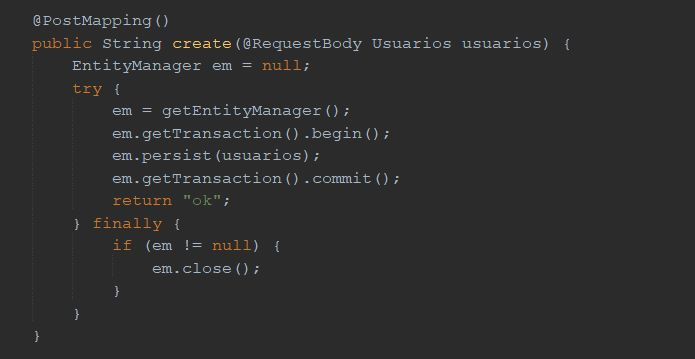 @PostMapping()
public String create(@RequestBody Usuarios usuarios) {
    EntityManager em = null;
    try {
        em = getEntityManager();
        em.getTransaction().begin();
        em.persist(usuarios);
        em.getTransaction().commit();
        return "ok";
    } finally {
        if (em != null) {
            em.close();
        }
    }
}